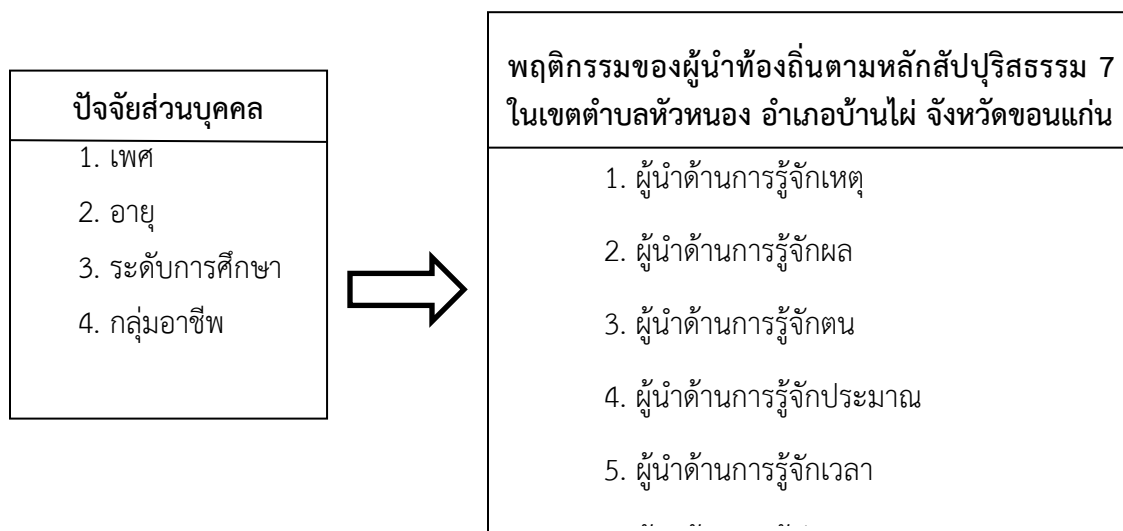 ปัจจัยส่วนบุคคล
1. เพศ
2. อายุ
3. ระดับการศึกษา
4. กลุ่มอาชีพ
พฤติกรรมของผู้นำท้องถิ่นตามหลักสัปปุริสธรรม 7
ในเขตตำบลหัวหนอง อำเภอบ้านไผ่ จังหวัดขอนแก่น
1. ผู้นำด้านการรู้จักเหตุ
2. ผู้นำด้านการรู้จักผล
3. ผู้นำด้านการรู้จักตน
4. ผู้นำด้านการรู้จักประมาณ
5. ผู้นำด้านการรู้จักเวลา